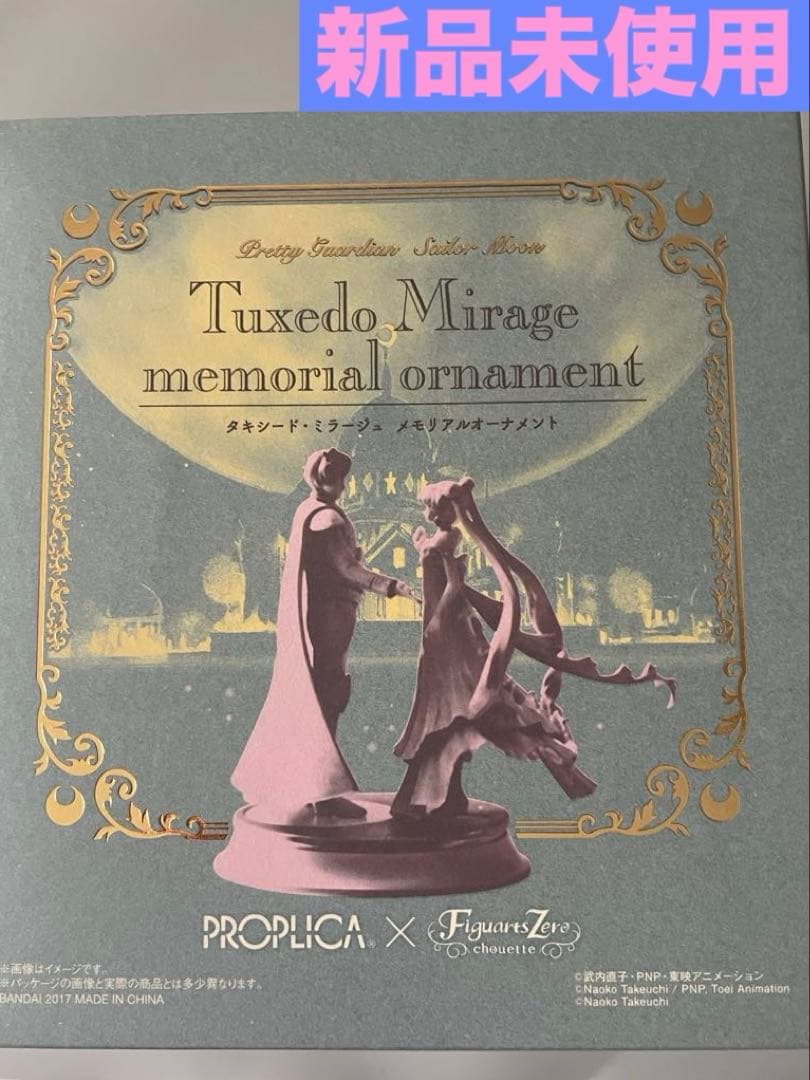 新品未使用
Pretty Guardian Sailor Moon
Tuxedo Mirage
memorial ornament
タキシード・ミラージュ メモリアルオーナメント
PROPLICA® × FiguartsZero
chouette
※画像はイメージです。
※パッケージの画像と実際の商品とは多少異なります。
BANDAI 2017 MADE IN CHINA
©武内直子・PNP・東映アニメーション
©Naoko Takeuchi / PNP, Toei Animation
©Naoko Takeuchi